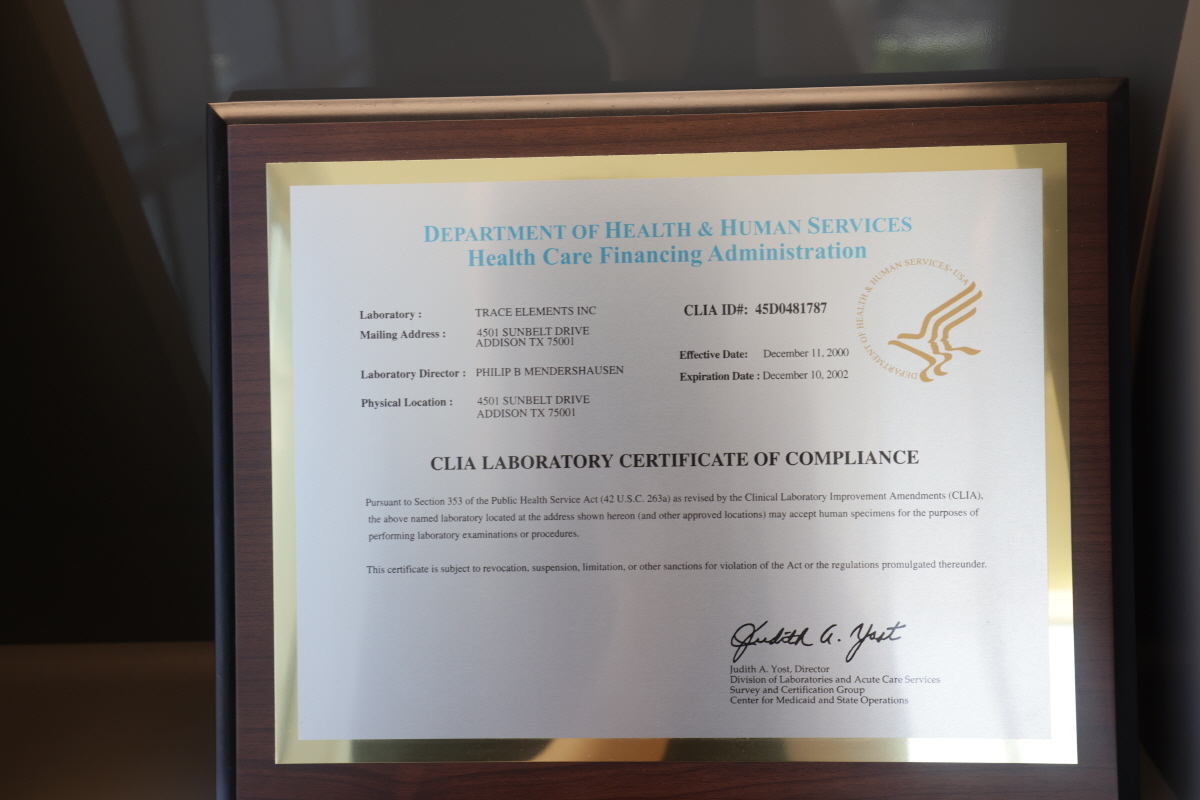 DEPARTMENT OF HEALTH & HUMAN SERVICES
Health Care Financing Administration
DEPARTMENT OF HEALTH & HUMAN SERVICES • USA
Laboratory : TRACE ELEMENTS INC
Mailing Address : 4501 SUNBELT DRIVE
ADDISON TX 75001
Laboratory Director : PHILIP B MENDERSHAUSEN
Physical Location : 4501 SUNBELT DRIVE
ADDISON TX 75001
CLIA ID#: 45D0481787
Effective Date: December 11, 2000
Expiration Date : December 10, 2002
CLIA LABORATORY CERTIFICATE OF COMPLIANCE
Pursuant to Section 353 of the Public Health Service Act (42 U.S.C. 263a) as revised by the Clinical Laboratory Improvement Amendments (CLIA),
the above named laboratory located at the address shown hereon (and other approved locations) may accept human specimens for the purposes of
performing laboratory examinations or procedures.
This certificate is subject to revocation, suspension, limitation, or other sanctions for violation of the Act or the regulations promulgated thereunder.
Judith A. Yost
Judith A. Yost, Director
Division of Laboratories and Acute Care Services
Survey and Certification Group
Center for Medicaid and State Operations